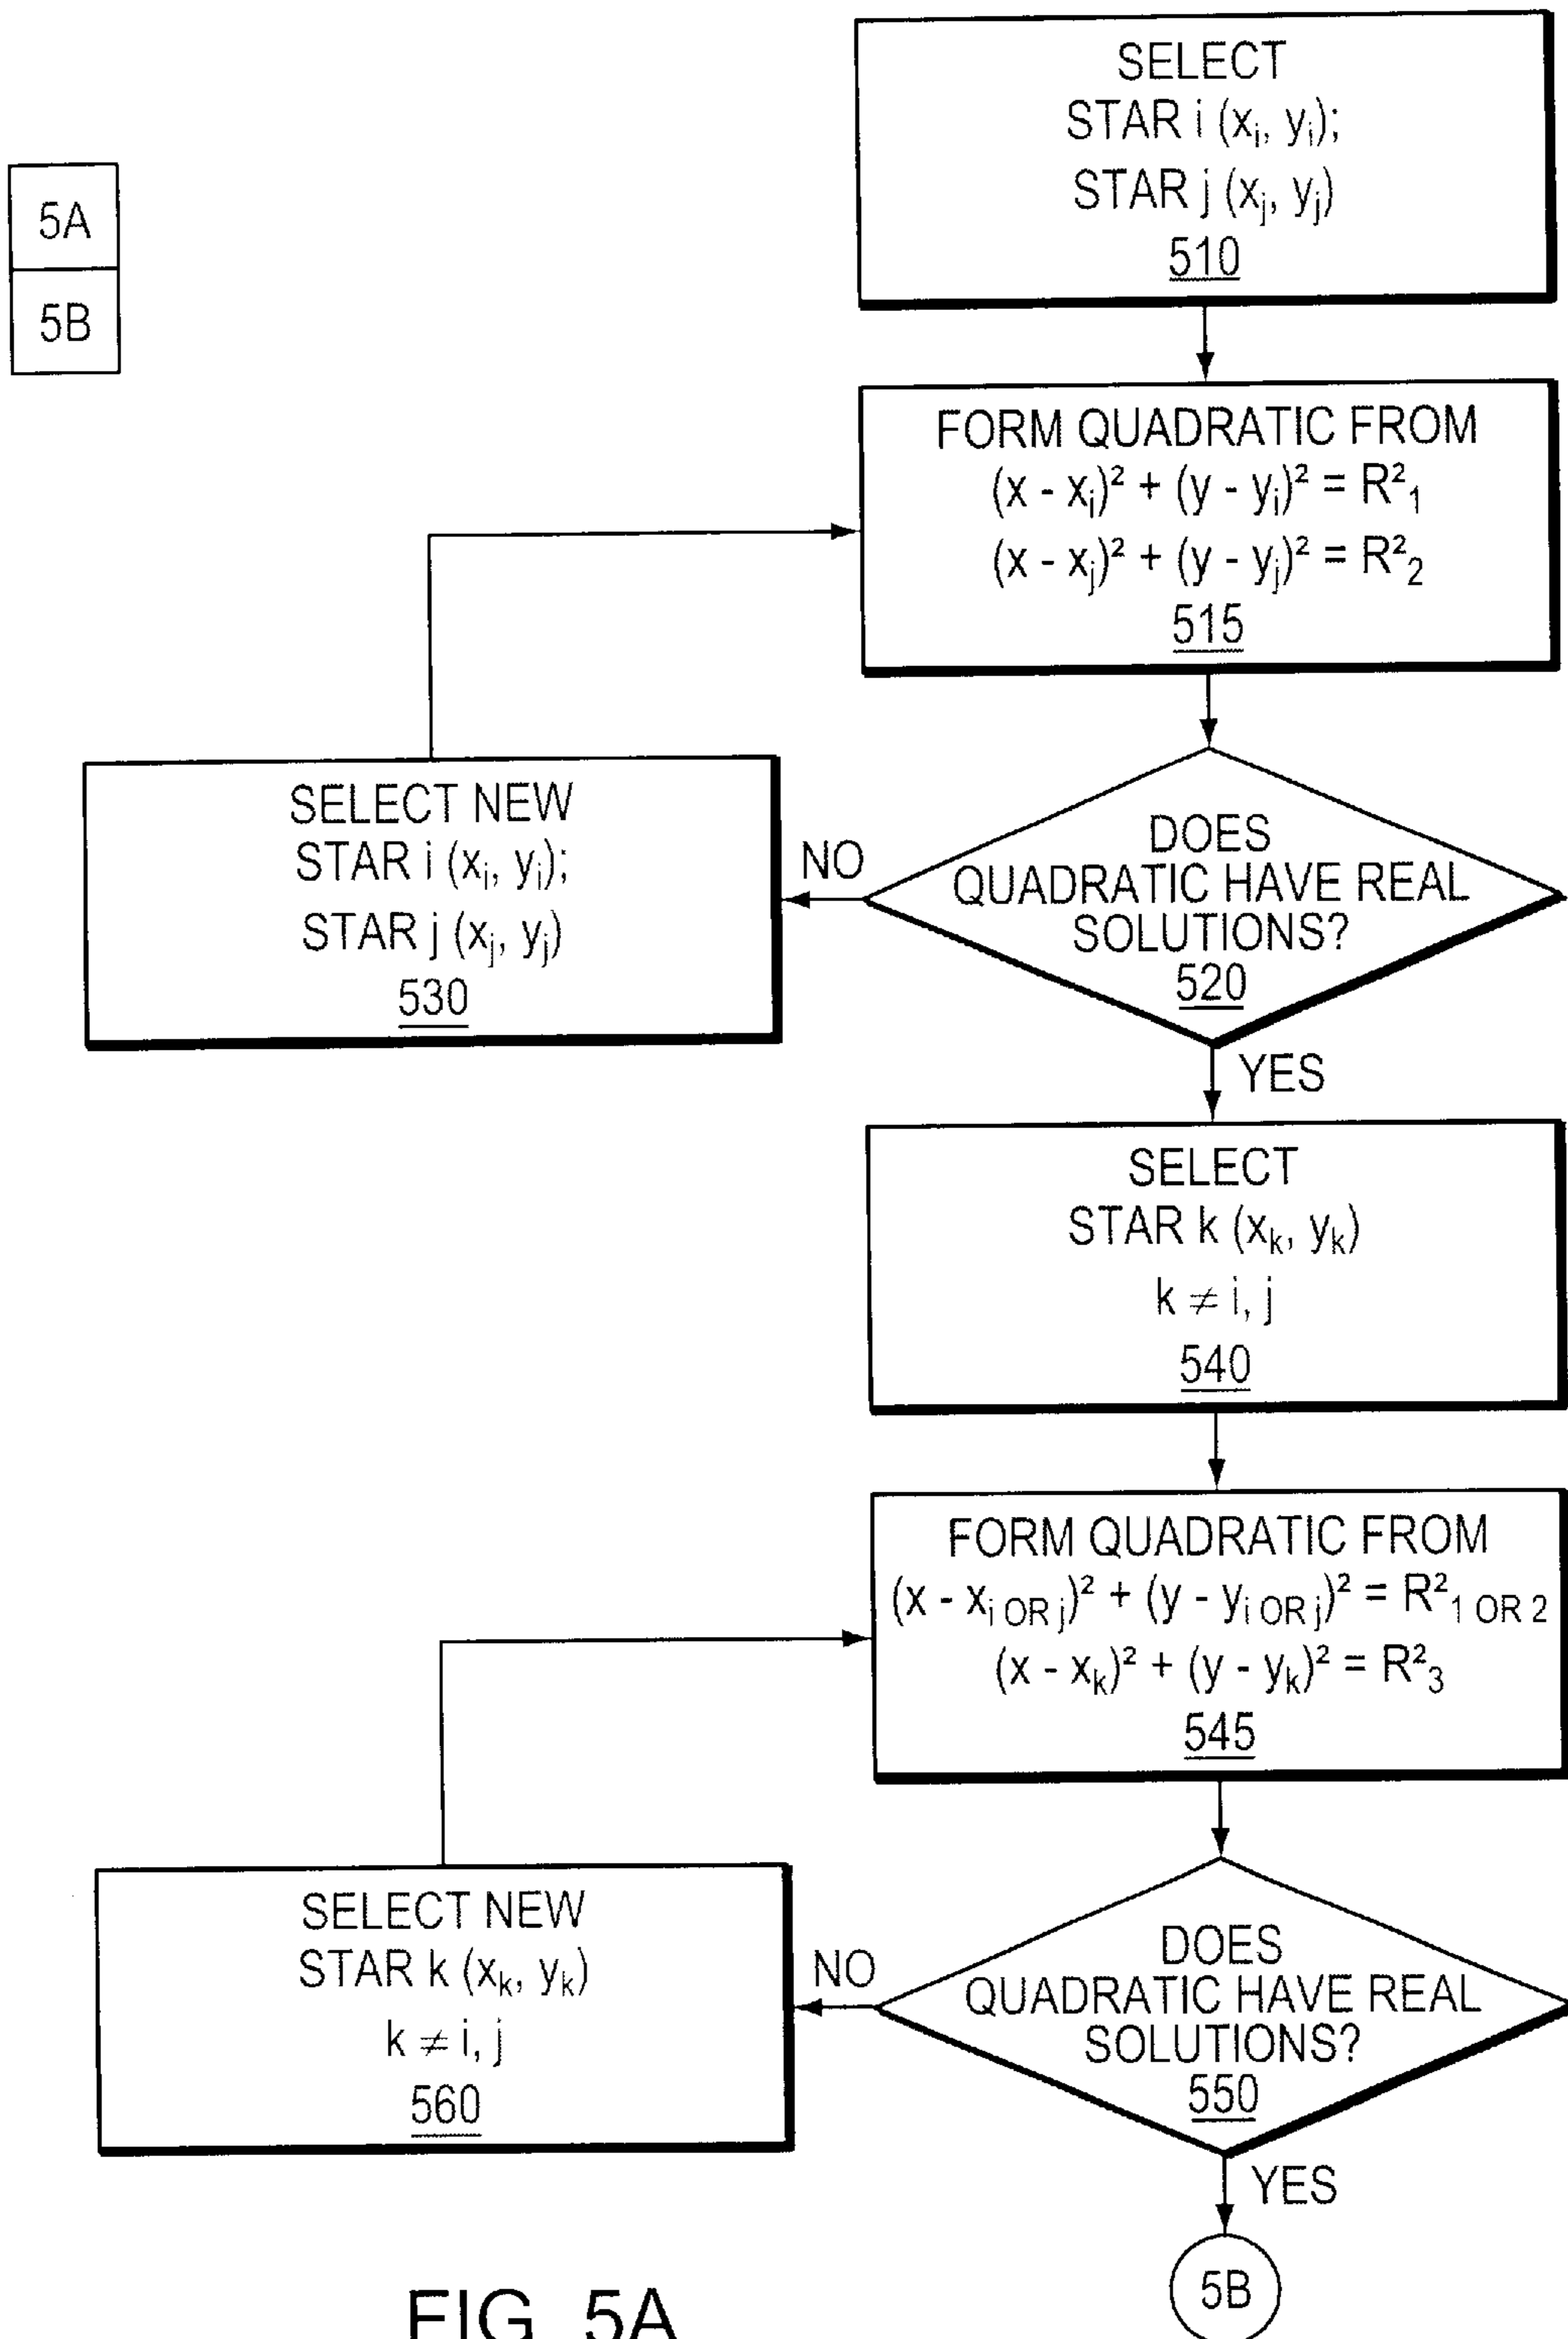 5A
5B
SELECT
STAR i (xᵢ, yᵢ);
STAR j (xⱼ, yⱼ)
510
FORM QUADRATIC FROM
(x - xᵢ)² + (y - yᵢ)² = R²₁
(x - xⱼ)² + (y - yⱼ)² = R²₂
515
DOES
QUADRATIC HAVE REAL
SOLUTIONS?
520
NO
SELECT NEW
STAR i (xᵢ, yᵢ);
STAR j (xⱼ, yⱼ)
530
YES
SELECT
STAR k (xₖ, yₖ)
k ≠ i, j
540
FORM QUADRATIC FROM
(x - x_{i OR j})² + (y - y_{i OR j})² = R²_{1 OR 2}
(x - xₖ)² + (y - yₖ)² = R²₃
545
DOES
QUADRATIC HAVE REAL
SOLUTIONS?
550
NO
SELECT NEW
STAR k (xₖ, yₖ)
k ≠ i, j
560
YES
5B
FIG. 5A